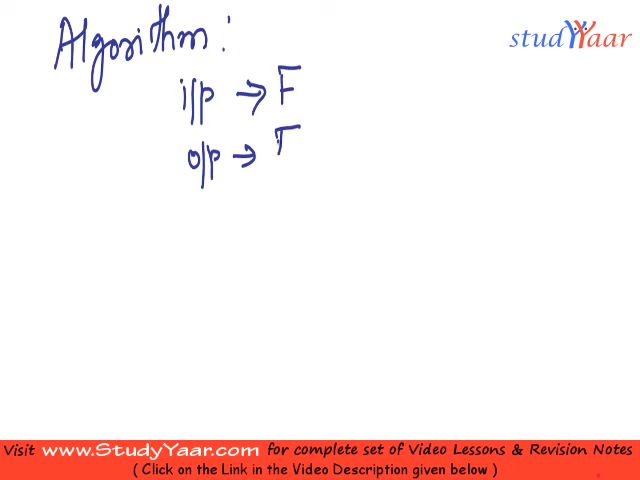 Algorithm:
studYYaar
i/p → F
o/p → T
Visit www.StudyYaar.com for complete set of Video Lessons & Revision Notes
( Click on the Link in the Video Description given below )